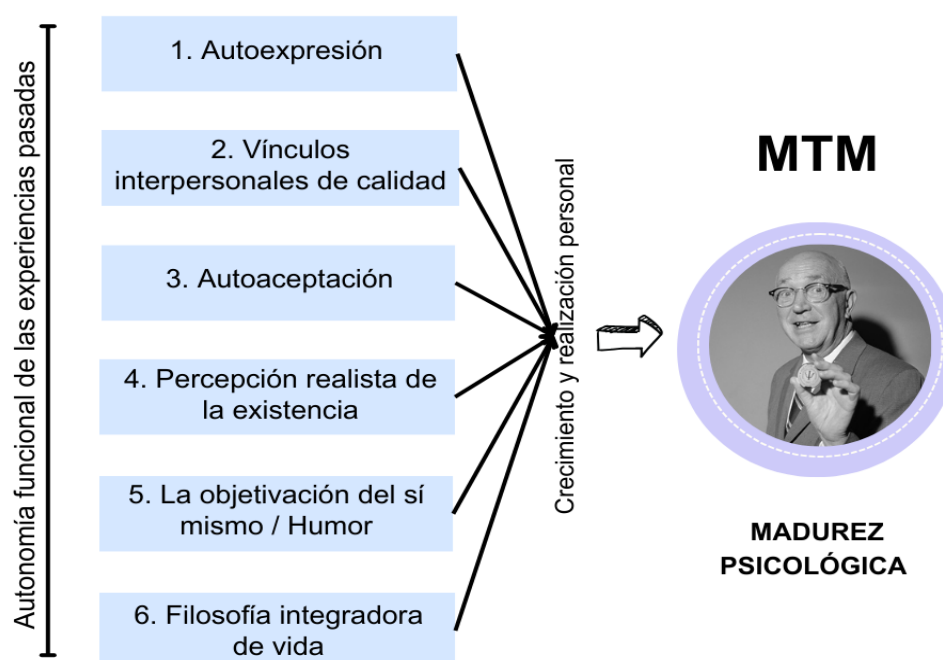 Autonomía funcional de las experiencias pasadas
1. Autoexpresión
2. Vínculos
interpersonales de calidad
3. Autoaceptación
4. Percepción realista de
la existencia
5. La objetivación del sí
mismo / Humor
6. Filosofía integradora
de vida
Crecimiento y realización personal
MTM
MADUREZ
PSICOLÓGICA